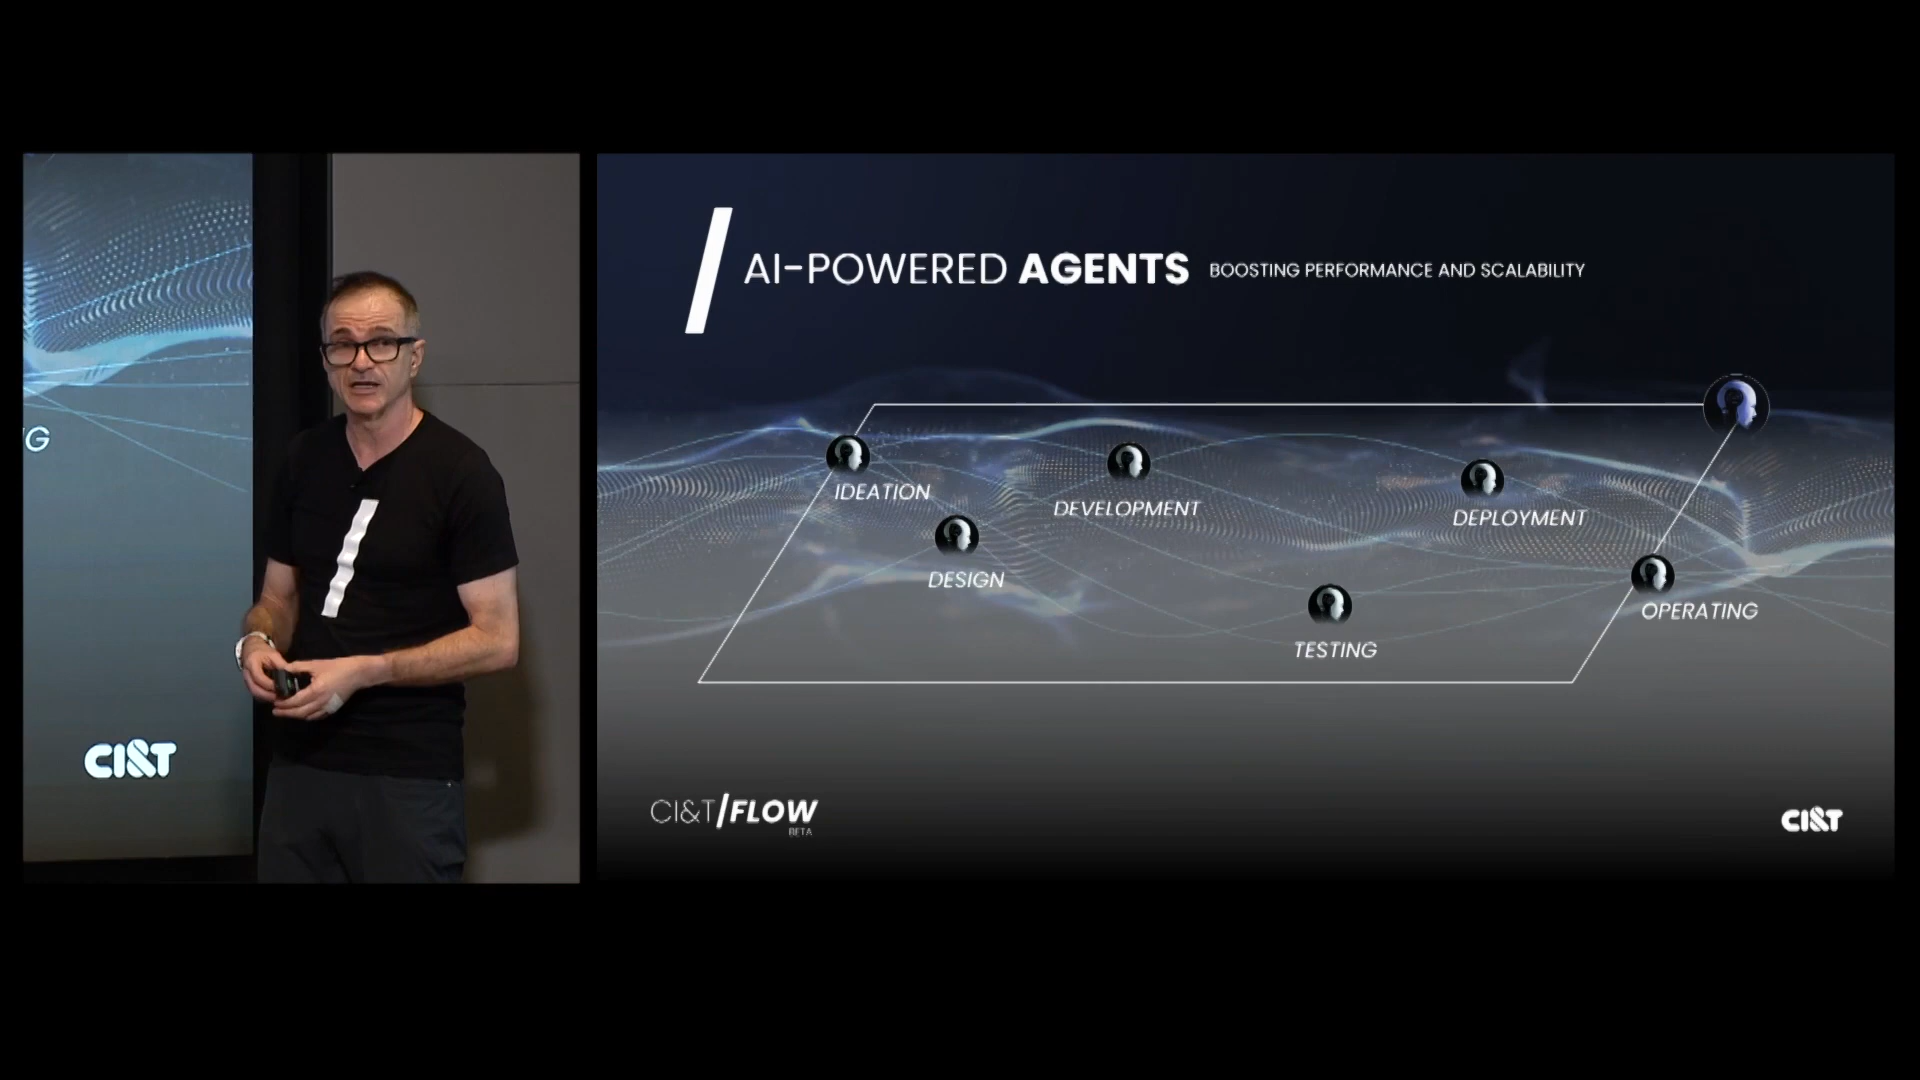 G
CI&T
AI-POWERED AGENTS BOOSTING PERFORMANCE AND SCALABILITY
IDEATION
DEVELOPMENT
DEPLOYMENT
DESIGN
OPERATING
TESTING
CI&T/FLOW
BETA
CI&T